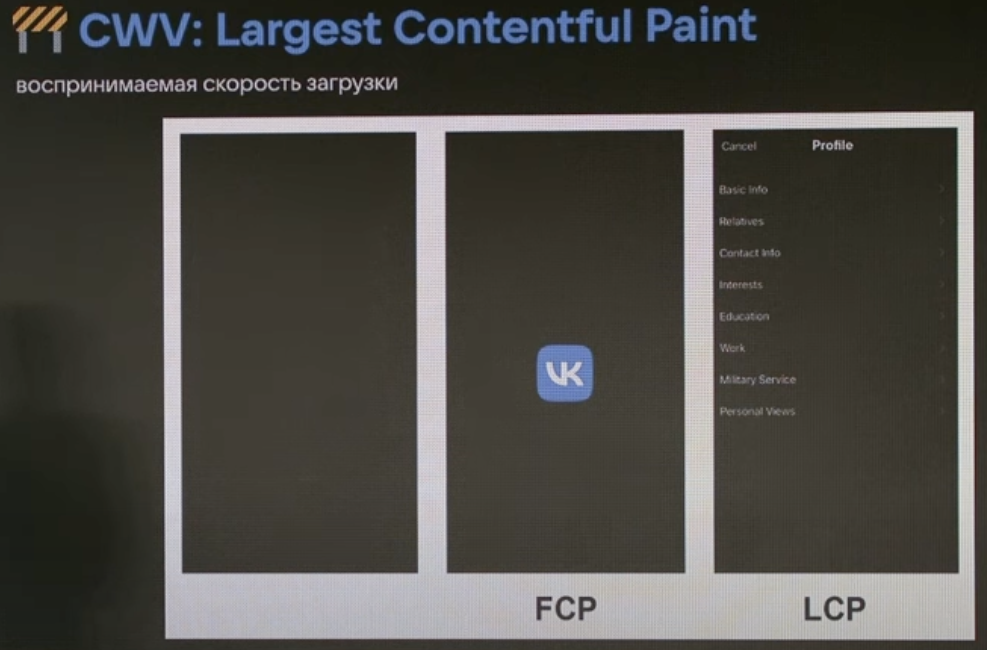 CWV: Largest Contentful Paint
воспринимаемая скорость загрузки
VK
Cancel
Profile
Basic Info
Relatives
Contact Info
Interests
Education
Work
Military Service
Personal Views
FCP
LCP